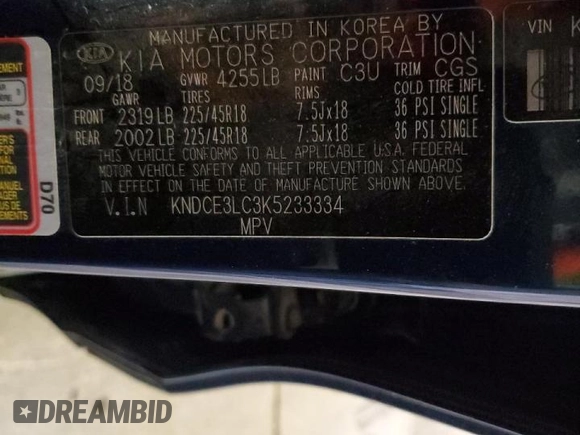 MANUFACTURED IN KOREA BY
KIA KIA MOTORS CORPORATION
09/18 GVWR 4255LB PAINT C3U TRIM CGS
GAWR TIRES RIMS COLD TIRE INFL
FRONT 2319LB 225/45R18 7.5Jx18 36 PSI SINGLE
REAR 2002LB 225/45R18 7.5Jx18 36 PSI SINGLE
THIS VEHICLE CONFORMS TO ALL APPLICABLE U.S.A. FEDERAL
MOTOR VEHICLE SAFETY AND THEFT PREVENTION STANDARDS
IN EFFECT ON THE DATE OF MANUFACTURE SHOWN ABOVE.
V.I.N KNDCE3LC3K5233334
MPV
D70
VIN K
DREAMBID